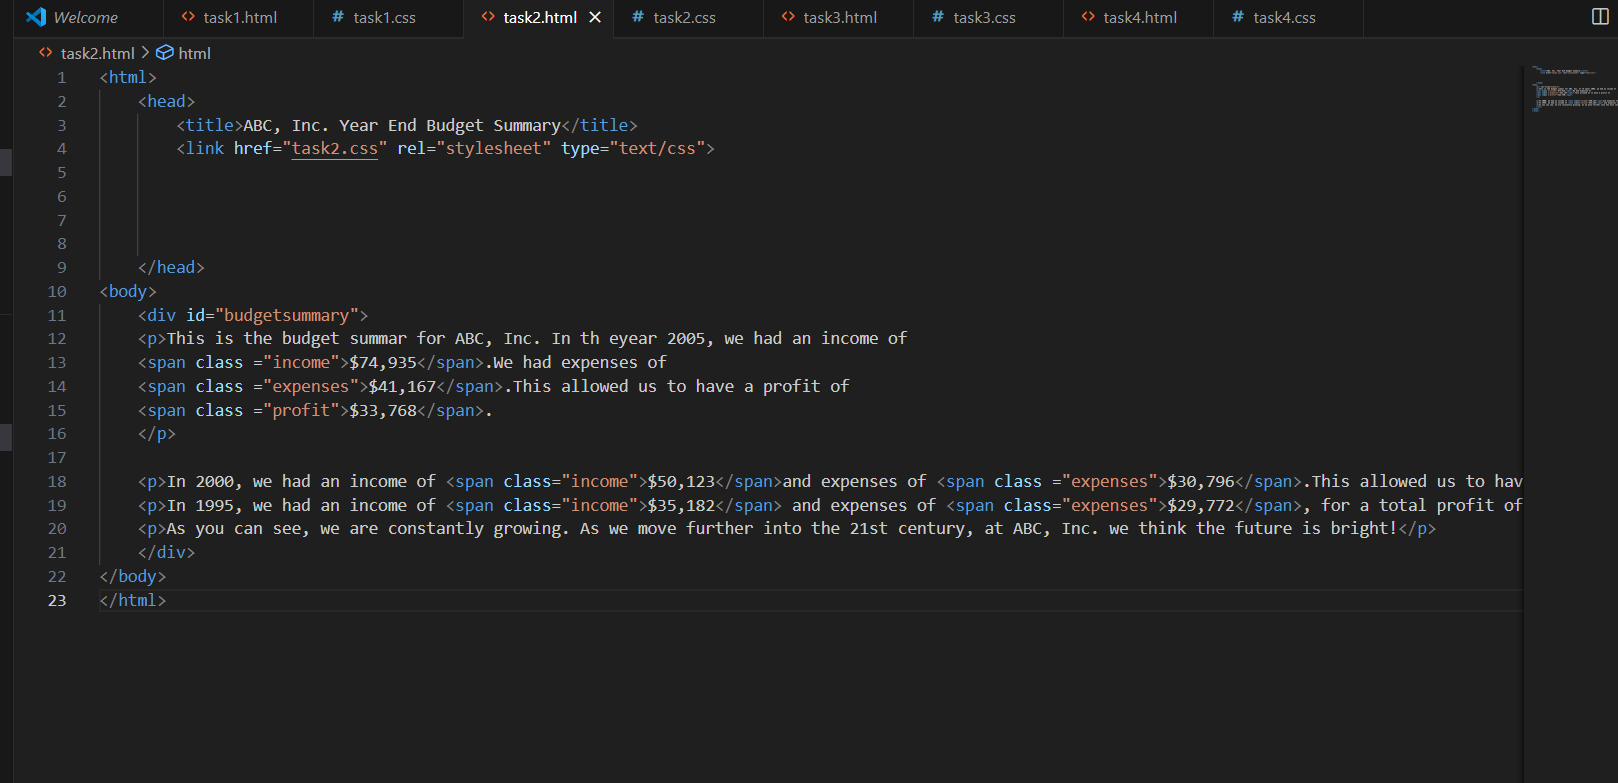 Welcome <> task1.html # task1.css <> task2.html × # task2.css <> task3.html # task3.css <> task4.html # task4.css
<> task2.html > html
1 <html>
2 <head>
3 <title>ABC, Inc. Year End Budget Summary</title>
4 <link href="task2.css" rel="stylesheet" type="text/css">
5
6
7
8
9 </head>
10 <body>
11 <div id="budgetsummary">
12 <p>This is the budget summar for ABC, Inc. In th eyear 2005, we had an income of
13 <span class ="income">$74,935</span>.We had expenses of
14 <span class ="expenses">$41,167</span>.This allowed us to have a profit of
15 <span class ="profit">$33,768</span>.
16 </p>
17
18 <p>In 2000, we had an income of <span class="income">$50,123</span>and expenses of <span class ="expenses">$30,796</span>.This allowed us to hav
19 <p>In 1995, we had an income of <span class="income">$35,182</span> and expenses of <span class="expenses">$29,772</span>, for a total profit of
20 <p>As you can see, we are constantly growing. As we move further into the 21st century, at ABC, Inc. we think the future is bright!</p>
21 </div>
22 </body>
23 </html>